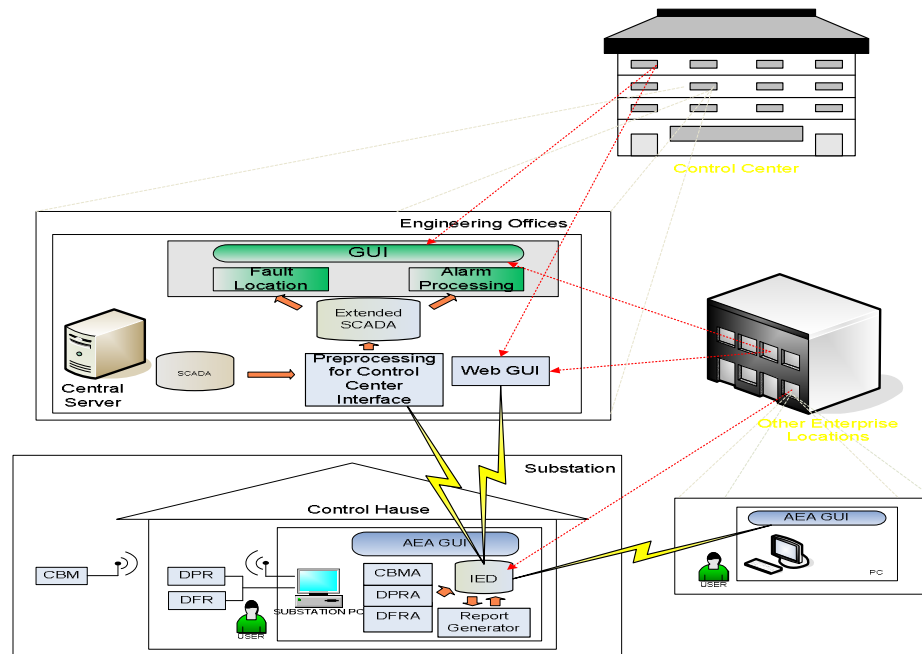 Control Center
Engineering Offices
GUI
Fault
Location
Alarm
Processing
Extended
SCADA
Central
Server
SCADA
Preprocessing
for Control
Center
Interface
Web GUI
Other Enterprise
Locations
Substation
Control Hause
AEA GUI
CBM
DPR
DFR
USER
SUBSTATION PC
CBMA
DPRA
DFRA
IED
Report
Generator
AEA GUI
USER
PC